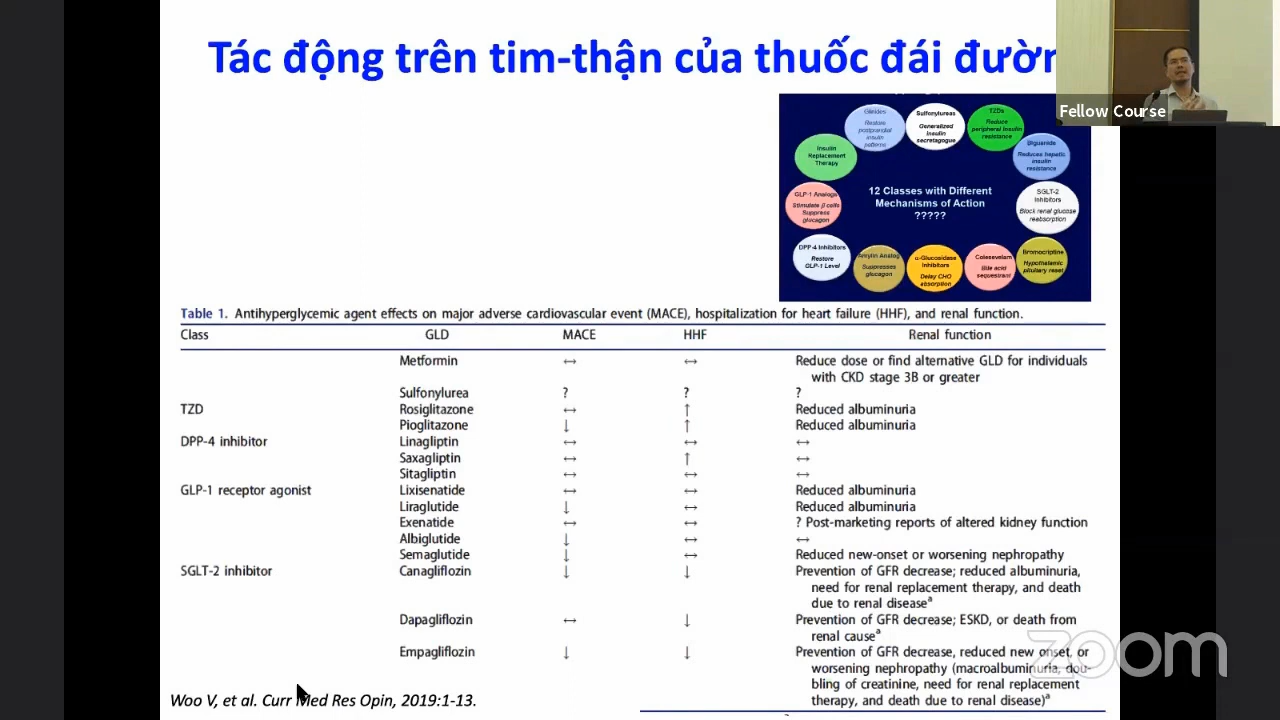 Tác động trên tim-thận của thuốc đái đườn
Fellow Course
Glinides
Restore
postprandial
insulin
patterns
Sulfonylureas
Generalized
insulin
secretagogue
TZDs
Reduce
peripheral insulin
resistance
Biguanide
Reduces hepatic
insulin
resistance
Insulin
Replacement
Therapy
GLP-1 Analogs
Stimulate β cells
Suppress
glucagon
12 Classes with Different
Mechanisms of Action
?????
SGLT-2
Inhibitors
Block renal glucose
reabsorption
DPP-4 Inhibitors
Restore
GLP-1 Level
Amylin Analog
Suppresses
glucagon
α-Glucosidase
Inhibitors
Delay CHO
absorption
Colesevelam
Bile acid
sequestrant
Bromocriptine
Hypothalamic
pituitary reset
Table 1. Antihyperglycemic agent effects on major adverse cardiovascular event (MACE), hospitalization for heart failure (HHF), and renal function.
Class GLD MACE HHF Renal function
Metformin ↔ ↔ Reduce dose or find alternative GLD for individuals
with CKD stage 3B or greater
Sulfonylurea ? ? ?
TZD Rosiglitazone ↔ ↑ Reduced albuminuria
Pioglitazone ↓ ↑ Reduced albuminuria
DPP-4 inhibitor Linagliptin ↔ ↔ ↔
Saxagliptin ↔ ↑ ↔
Sitagliptin ↔ ↔ ↔
GLP-1 receptor agonist Lixisenatide ↔ ↔ Reduced albuminuria
Liraglutide ↓ ↔ Reduced albuminuria
Exenatide ↔ ↔ ? Post-marketing reports of altered kidney function
Albiglutide ↓ ↔ ↔
Semaglutide ↓ ↔ Reduced new-onset or worsening nephropathy
SGLT-2 inhibitor Canagliflozin ↓ ↓ Prevention of GFR decrease; reduced albuminuria,
need for renal replacement therapy, and death
due to renal diseaseª
Dapagliflozin ↔ ↓ Prevention of GFR decrease; ESKD, or death from
renal causeª
Empagliflozin ↓ ↓ Prevention of GFR decrease, reduced new onset, or
worsening nephropathy (macroalbuminuria, dou-
bling of creatinine, need for renal replacement
therapy, and death due to renal disease)ª
zoom
Woo V, et al. Curr Med Res Opin, 2019:1-13.